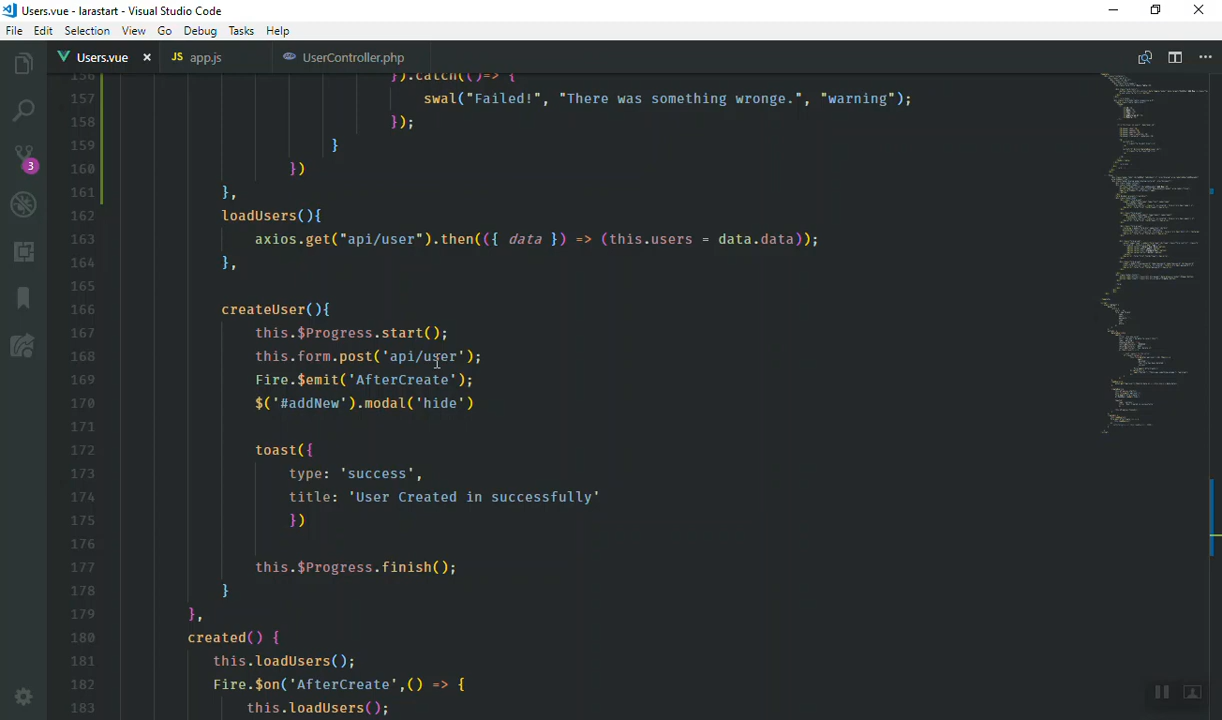 Users.vue - larastart - Visual Studio Code
File Edit Selection View Go Debug Tasks Help
Users.vue × JS app.js UserController.php
156 }).catch(()=> {
157 swal("Failed!", "There was something wronge.", "warning");
158 });
159 }
160 })
161 },
162 loadUsers(){
163 axios.get("api/user").then(({ data }) => (this.users = data.data));
164 },
165
166 createUser(){
167 this.$Progress.start();
168 this.form.post('api/user');
169 Fire.$emit('AfterCreate');
170 $('#addNew').modal('hide')
171
172 toast({
173 type: 'success',
174 title: 'User Created in successfully'
175 })
176
177 this.$Progress.finish();
178 }
179 },
180 created() {
181 this.loadUsers();
182 Fire.$on('AfterCreate',() => {
183 this.loadUsers();
3